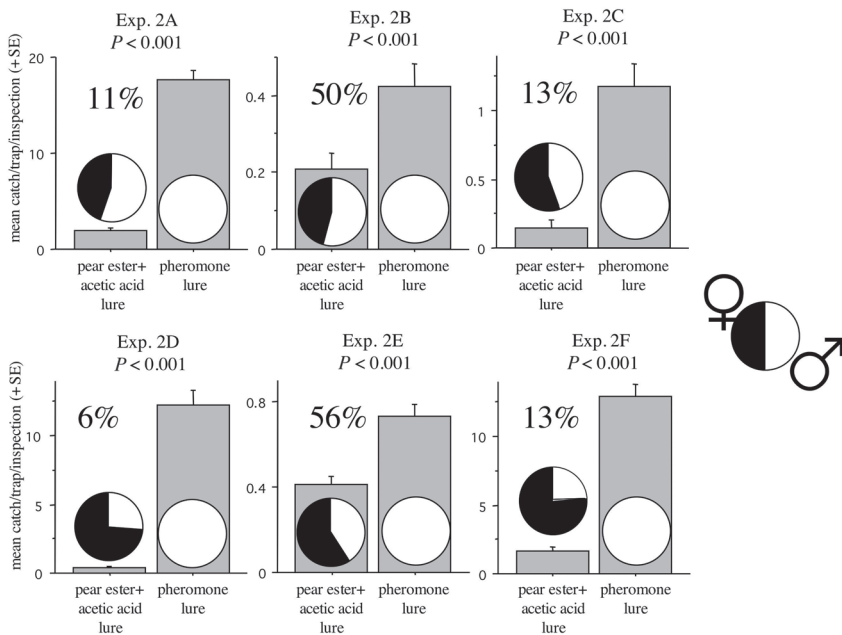 Exp. 2A
P < 0.001
Exp. 2B
P < 0.001
Exp. 2C
P < 0.001
mean catch/trap/inspection (+SE)
20
10
0
11%
pear ester+
acetic acid
lure
pheromone
lure
0.4
0.2
0
50%
pear ester+
acetic acid
lure
pheromone
lure
1
0.5
0
13%
pear ester+
acetic acid
lure
pheromone
lure
♀
♂
Exp. 2D
P < 0.001
Exp. 2E
P < 0.001
Exp. 2F
P < 0.001
mean catch/trap/inspection (+SE)
10
5
0
6%
pear ester+
acetic acid
lure
pheromone
lure
0.8
0.4
0
56%
pear ester+
acetic acid
lure
pheromone
lure
10
5
0
13%
pear ester+
acetic acid
lure
pheromone
lure